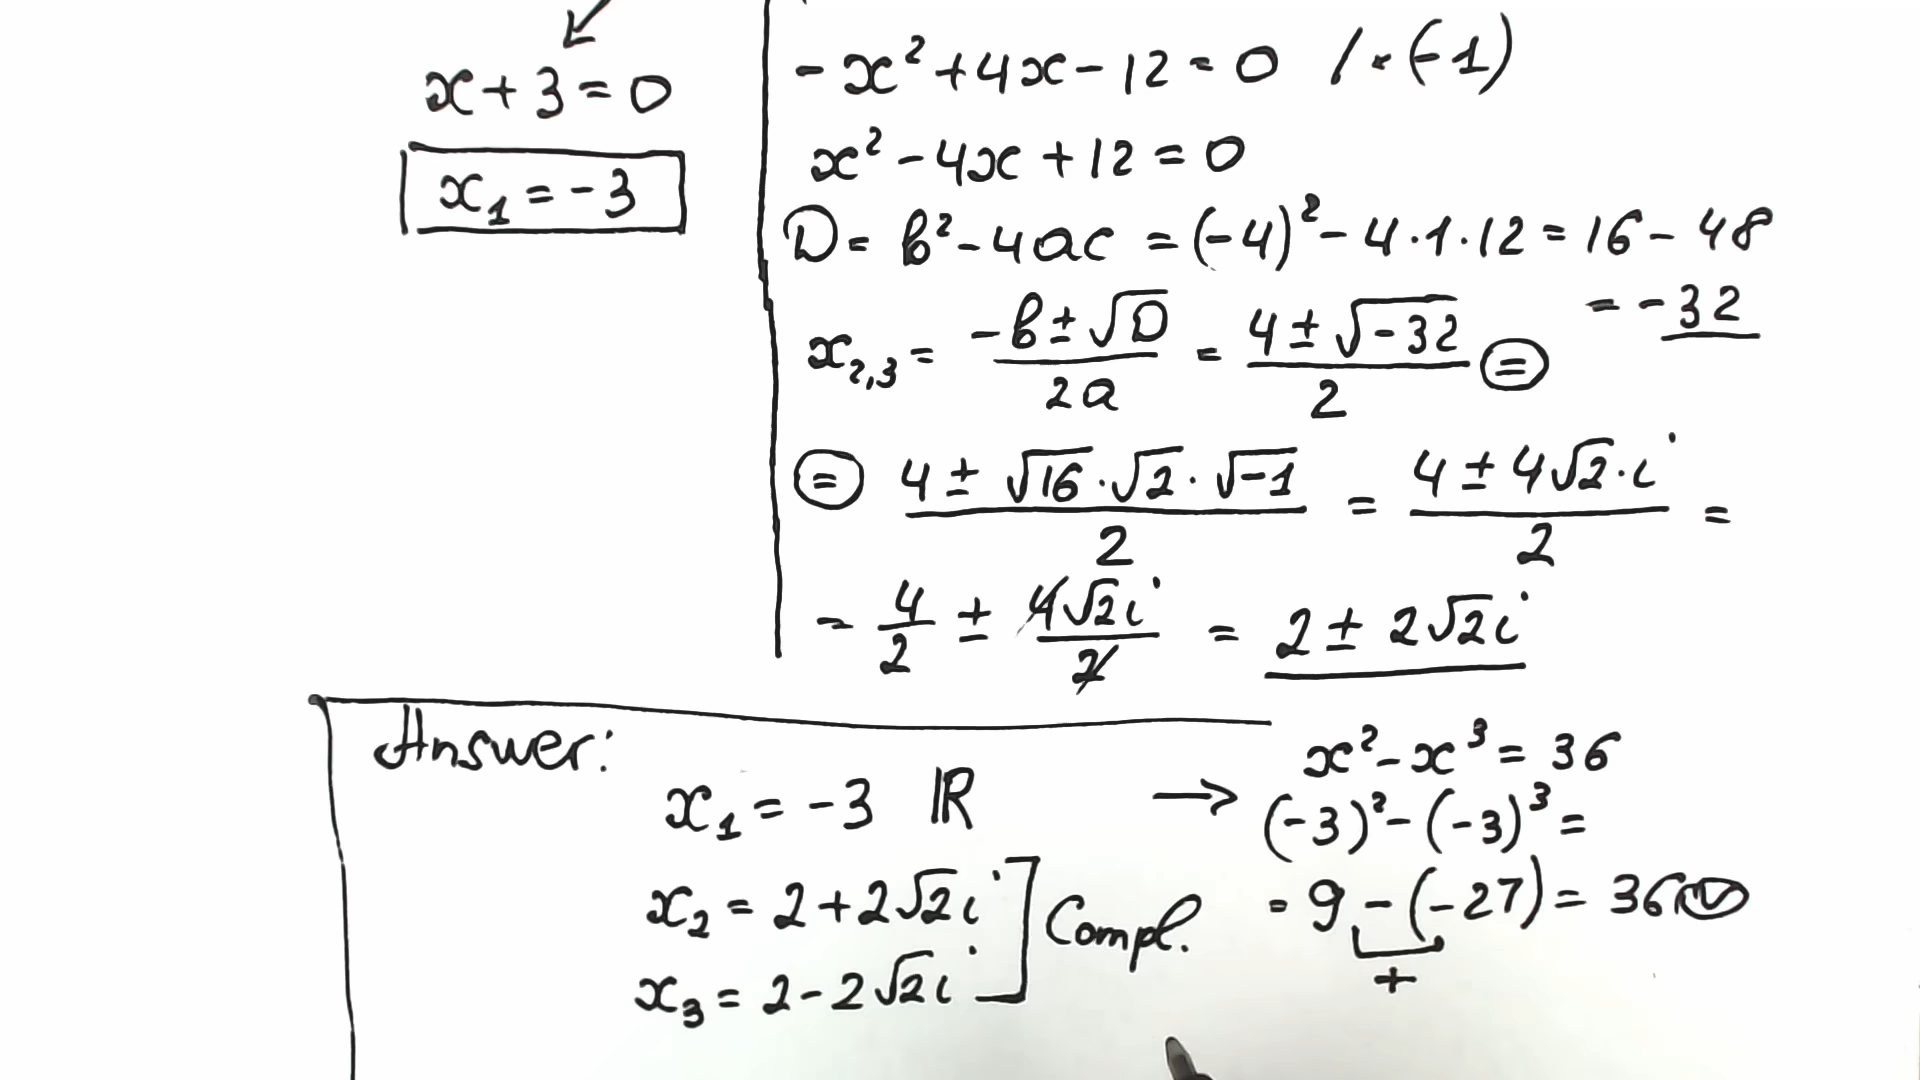 x + 3 = 0
x₁ = -3
-x² + 4x - 12 = 0 / · (-1)
x² - 4x + 12 = 0
D = b² - 4ac = (-4)² - 4·1·12 = 16 - 48
= -32
x₂,₃ = (-b ± √D)/(2a) = (4 ± √-32)/2 =
= (4 ± √16 · √2 · √-1)/2 = (4 ± 4√2 · i)/2 =
= 4/2 ± 4√2i/2 = 2 ± 2√2i
Answer:
x₁ = -3 ℝ
x₂ = 2 + 2√2i
x₃ = 2 - 2√2i
Compl.
→ x² - x³ = 36
(-3)² - (-3)³ =
= 9 - (-27) = 36
+